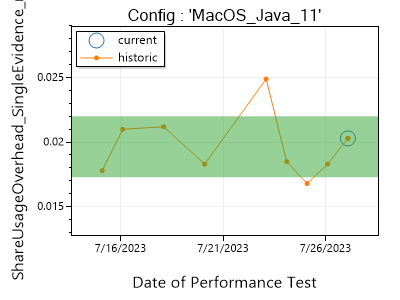 Config : 'MacOS_Java_11'
current
historic
0.025
0.02
0.015
7/16/2023
7/21/2023
7/26/2023
Date of Performance Test
ShareUsageOverhead_SingleEvidence_